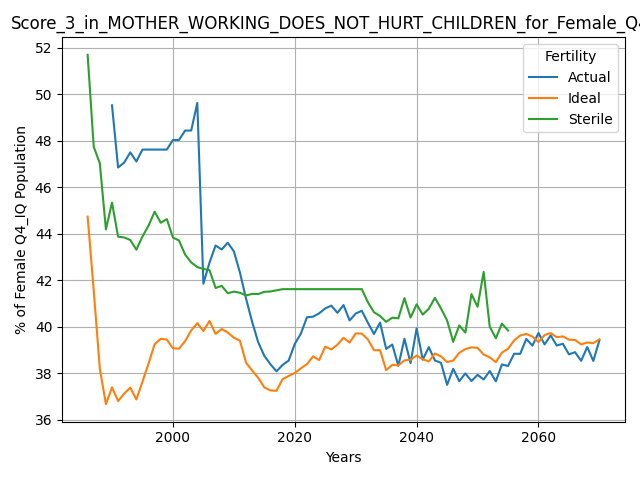 Score_3_in_MOTHER_WORKING_DOES_NOT_HURT_CHILDREN_for_Female_Q4
52
50
48
46
44
42
40
38
36
% of Female Q4_IQ Population
Fertility
Actual
Ideal
Sterile
2000
2020
2040
2060
Years